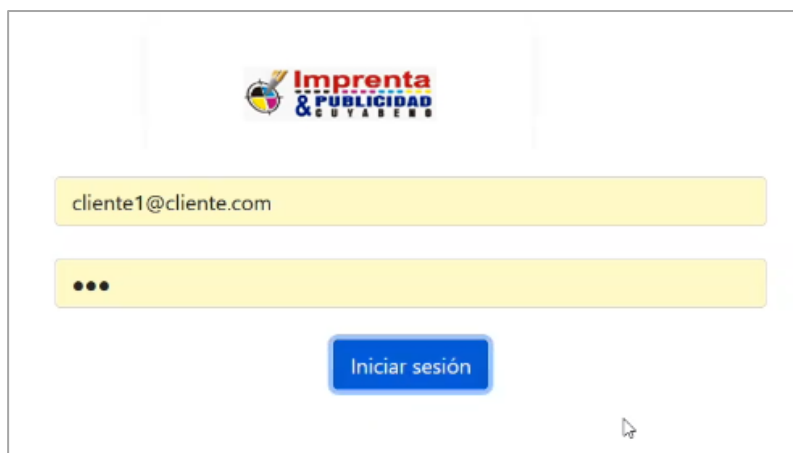 Imprenta
& PUBLICIDAD
CUYABENO
cliente1@cliente.com
•••
Iniciar sesión